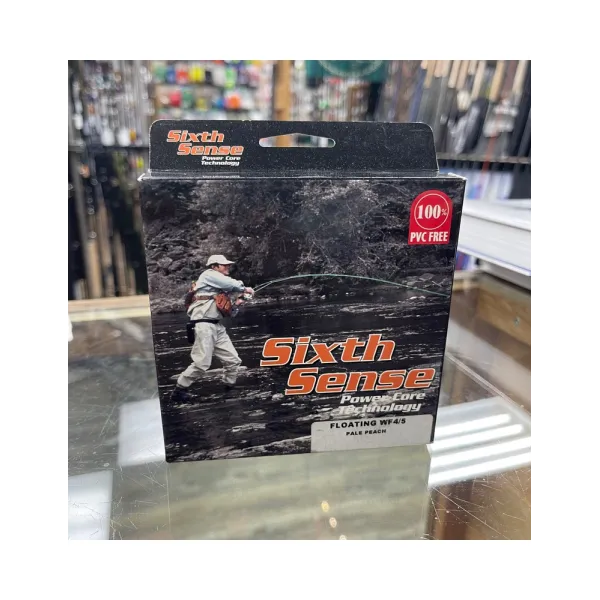 Sixth
Sense
Power Core
Technology
100%
PVC FREE
Sixth
Sense
Power Core
Technology
FLOATING WF4/5
PALE PEACH